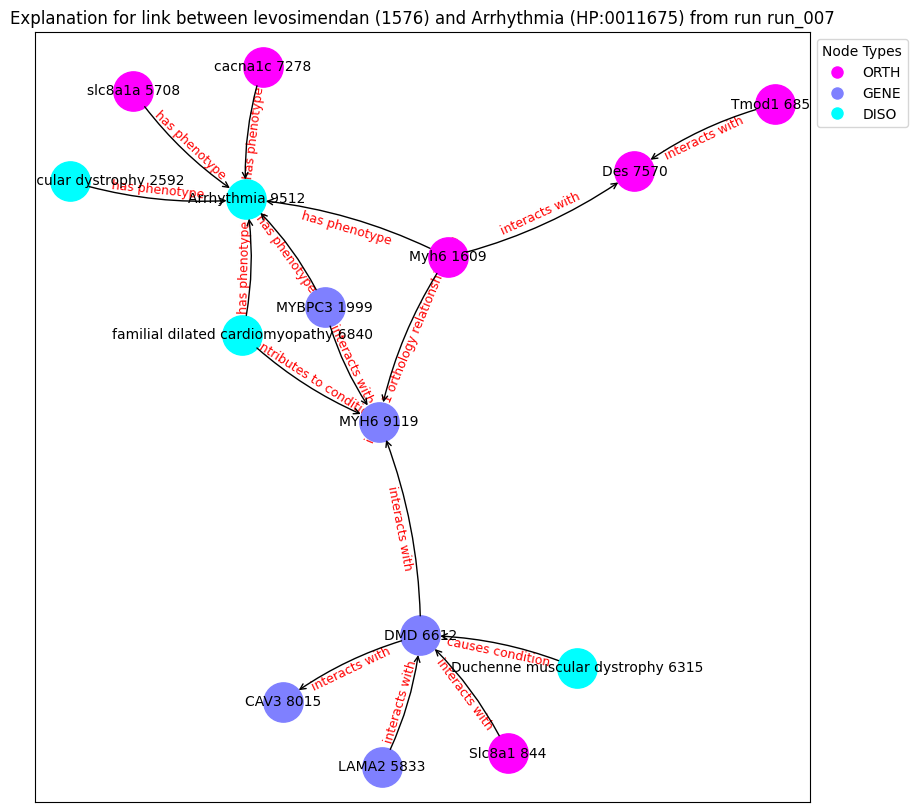 Explanation for link between levosimendan (1576) and Arrhythmia (HP:0011675) from run run_007
Node Types
ORTH
GENE
DISO
cacna1c 7278
slc8a1a 5708
Tmod1 685
has phenotype
has phenotype
interacts with
Des 7570
cular dystrophy 2592
has phenotype
Arrhythmia 9512
interacts with
has phenotype
has phenotype
has phenotype
Myh6 1609
MYBPC3 1999
familial dilated cardiomyopathy 6840
interacts with
orthology relationsh
ntributes to conditi
MYH6 9119
interacts with
DMD 6612
causes condition
interacts with
Duchenne muscular dystrophy 6315
interacts with
interacts with
CAV3 8015
Slc8a1 844
LAMA2 5833